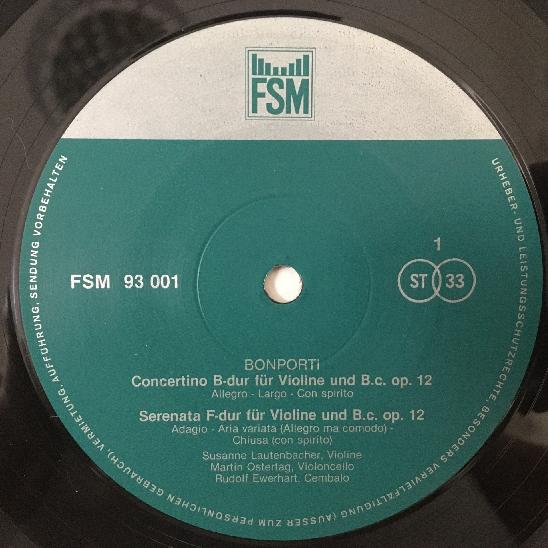 FSM
FSM 93 001
1
ST 33
BONPORTI
Concertino B-dur für Violine und B.c. op. 12
Allegro - Largo - Con spirito
Serenata F-dur für Violine und B.c. op. 12
Adagio - Aria variata (Allegro ma comodo) -
Chiusa (con spirito)
Susanne Lautenbacher, Violine
Martin Ostertag, Violoncello
Rudolf Ewerhart, Cembalo
URHEBER- UND LEISTUNGSSCHUTZRECHTE, BESONDERS VERVIELFÄLTIGUNG (AUSSER ZUM PERSÖNLICHEN GEBRAUCH), VERMIETUNG, AUFFÜHRUNG, SENDUNG VORBEHALTEN